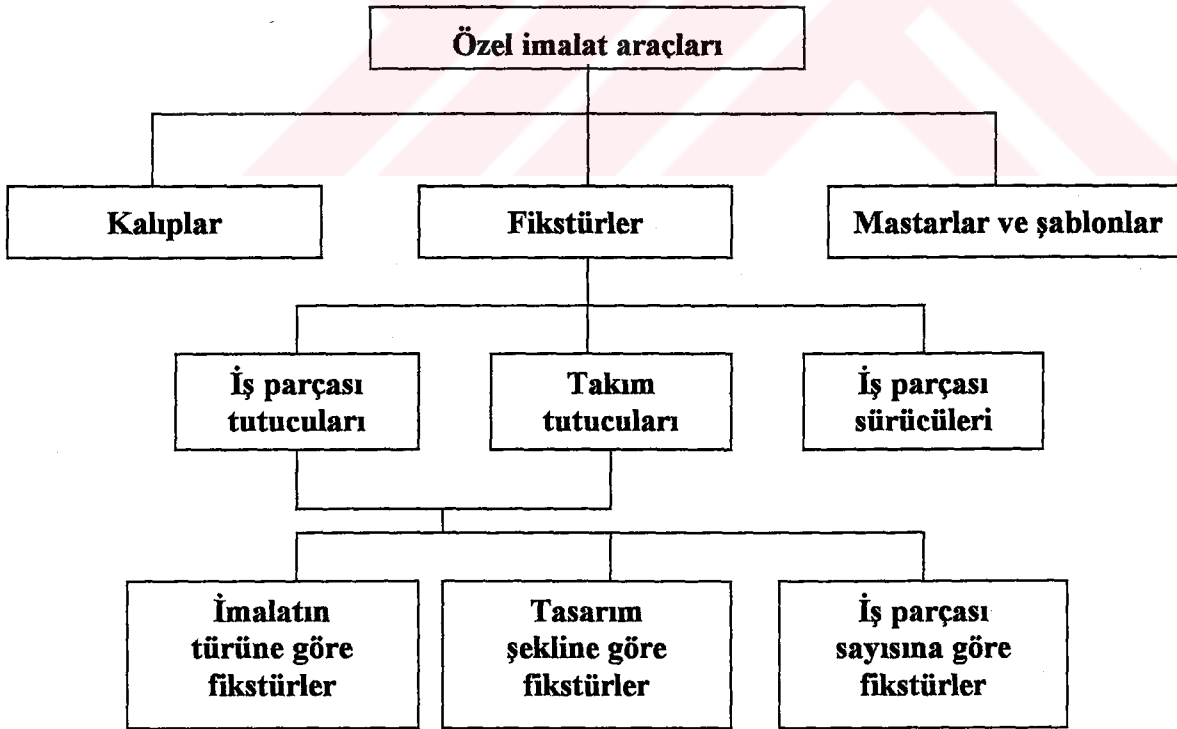 Özel imalat araçları
Kalıplar
Fikstürler
Mastarlar ve şablonlar
İş parçası
tutucuları
Takım
tutucuları
İş parçası
sürücüleri
İmalatın
türüne göre
fikstürler
Tasarım
şekline göre
fikstürler
İş parçası
sayısına göre
fikstürler